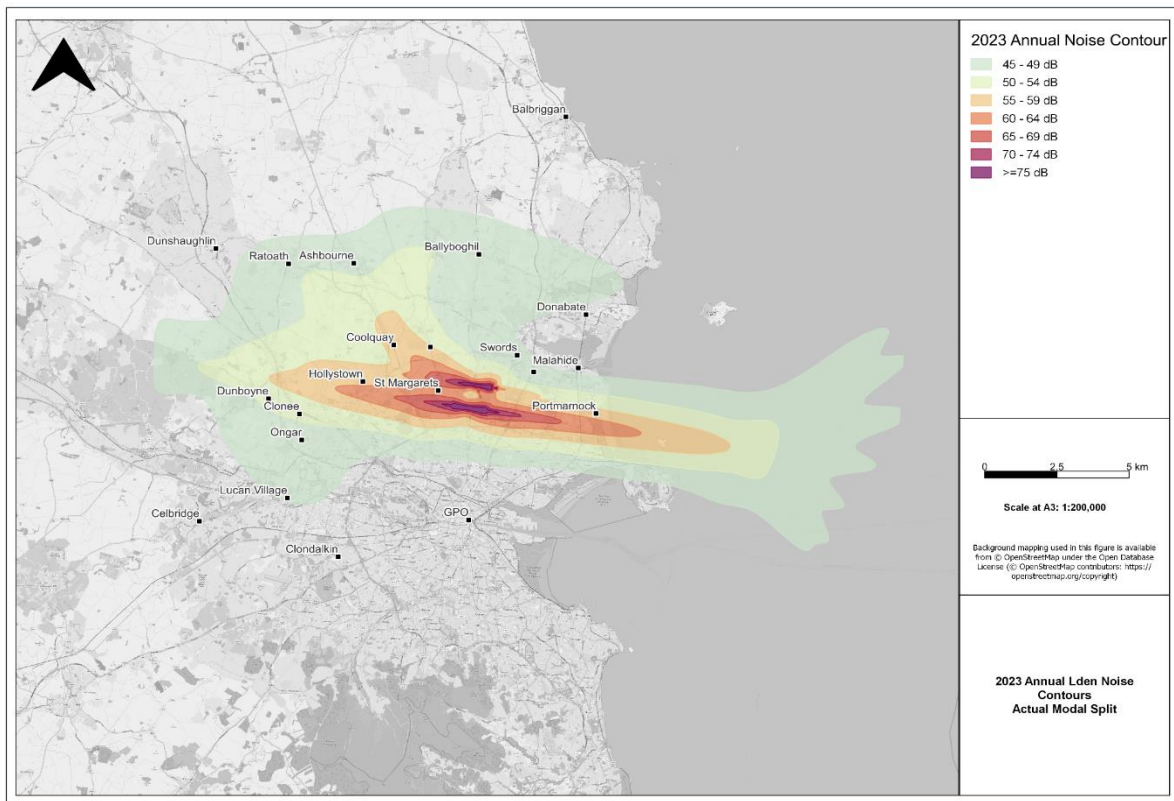 2023 Annual Noise Contour
45 - 49 dB
50 - 54 dB
55 - 59 dB
60 - 64 dB
65 - 69 dB
70 - 74 dB
>=75 dB
Balbriggan
Dunshaughlin
Ratoath
Ashbourne
Ballyboghil
Donabate
Coolquay
Swords
Malahide
Hollystown
St Margarets
Dunboyne
Clonee
Portmarnock
Ongar
Lucan Village
Celbridge
GPO
Clondalkin
0 2.5 5 km
Scale at A3: 1:200,000
Background mapping used in this figure is available
from © OpenStreetMap under the Open Database
License (© OpenStreetMap contributors: https://
openstreetmap.org/copyright)
2023 Annual Lden Noise
Contours
Actual Modal Split